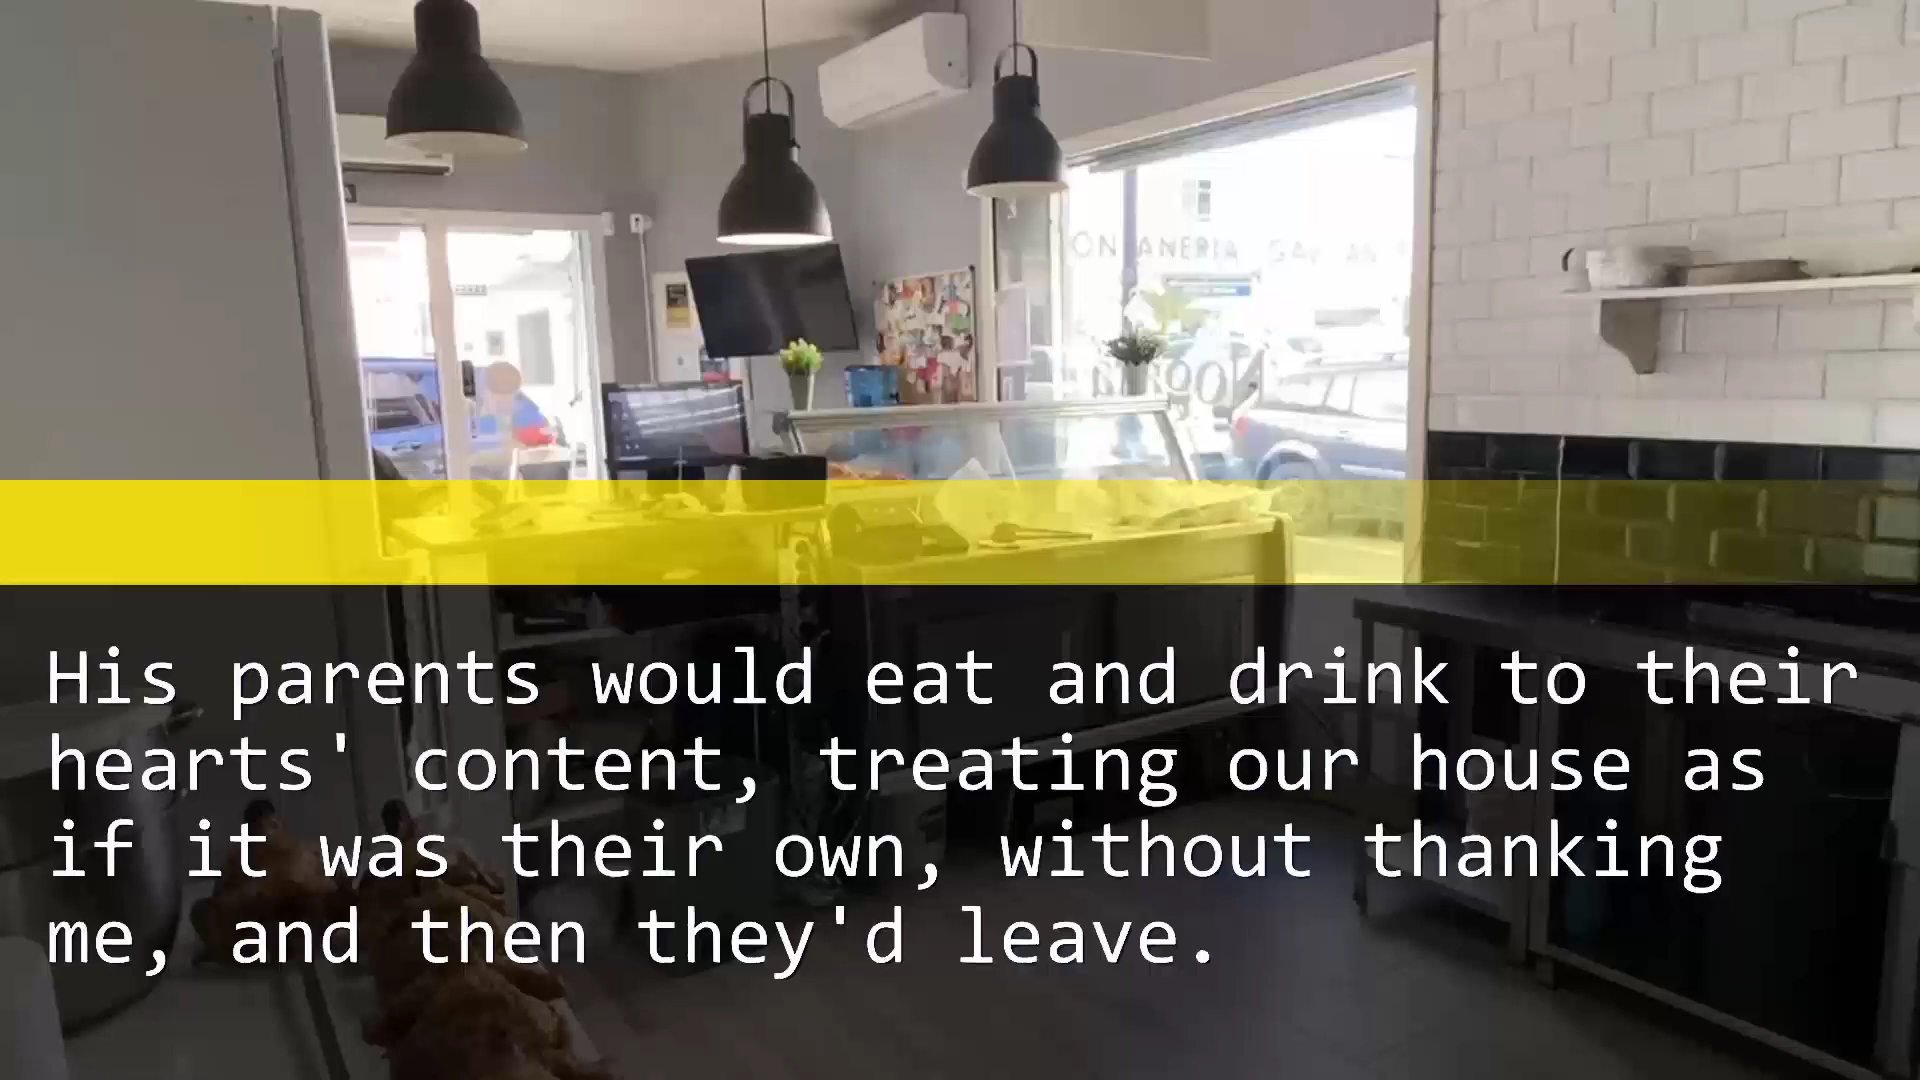 His parents would eat and drink to their
hearts' content, treating our house as
if it was their own, without thanking
me, and then they'd leave.